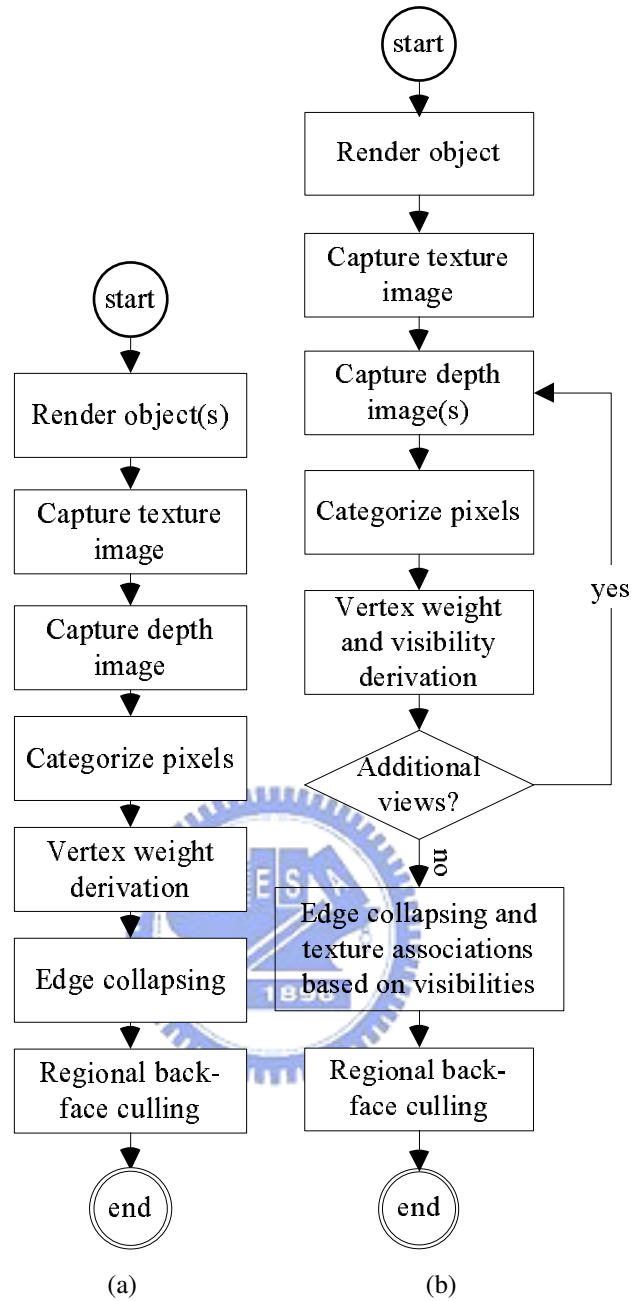 start
Render object(s)
Capture texture
image
Capture depth
image
Categorize pixels
Vertex weight
derivation
Edge collapsing
Regional back-
face culling
end
(a)
start
Render object
Capture texture
image
Capture depth
image(s)
Categorize pixels
Vertex weight
and visibility
derivation
Additional
views?
yes
no
Edge collapsing and
texture associations
based on visibilities
Regional back-
face culling
end
(b)
E S A
1896